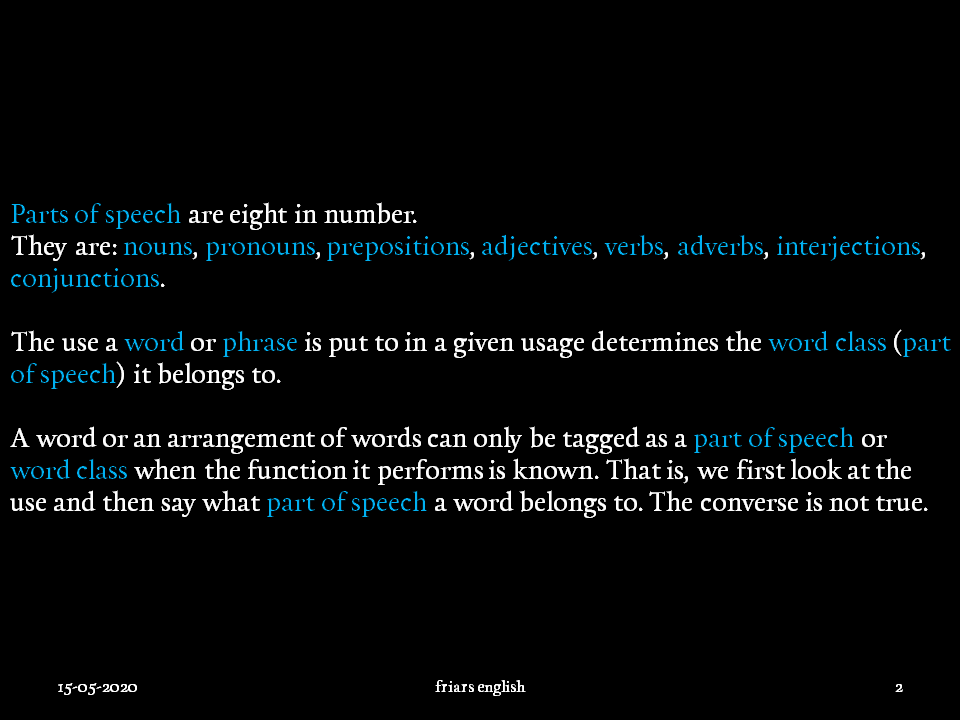 Parts of speech are eight in number.
They are: nouns, pronouns, prepositions, adjectives, verbs, adverbs, interjections,
conjunctions.
The use a word or phrase is put to in a given usage determines the word class (part
of speech) it belongs to.
A word or an arrangement of words can only be tagged as a part of speech or
word class when the function it performs is known. That is, we first look at the
use and then say what part of speech a word belongs to. The converse is not true.
15-05-2020 friars english 2